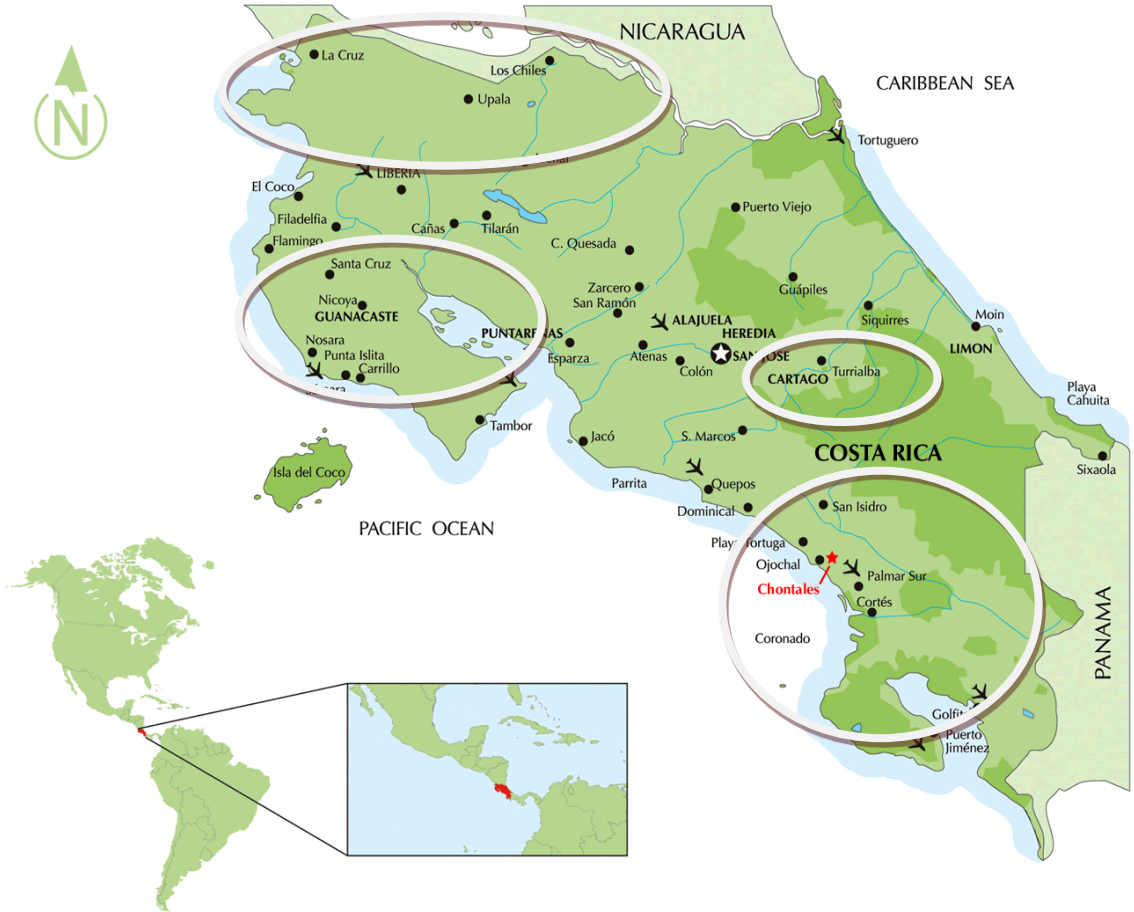 NICARAGUA
La Cruz
Los Chiles
Upala
CARIBBEAN SEA
N
Tortuguero
LIBERIA
El Coco
Filadelfia
Cañas
Tilarán
Puerto Viejo
Flamingo
C. Quesada
Santa Cruz
Zarcero
Guápiles
Nicoya
San Ramón
GUANACASTE
ALAJUELA
Siquirres
Moin
PUNTARENAS
HEREDIA
Nosara
LIMON
Punta Islita
Esparza
Atenas
SAN JOSE
Carrillo
Colón
CARTAGO
Turrialba
Playa
Cahuita
Tambor
Jacó
S. Marcos
COSTA RICA
Isla del Coco
Sixaola
Parrita
Quepos
Dominical
San Isidro
PACIFIC OCEAN
Playa Tortuga
Ojochal
Palmar Sur
Chontales
Cortés
Coronado
PANAMA
Puerto
Jiménez